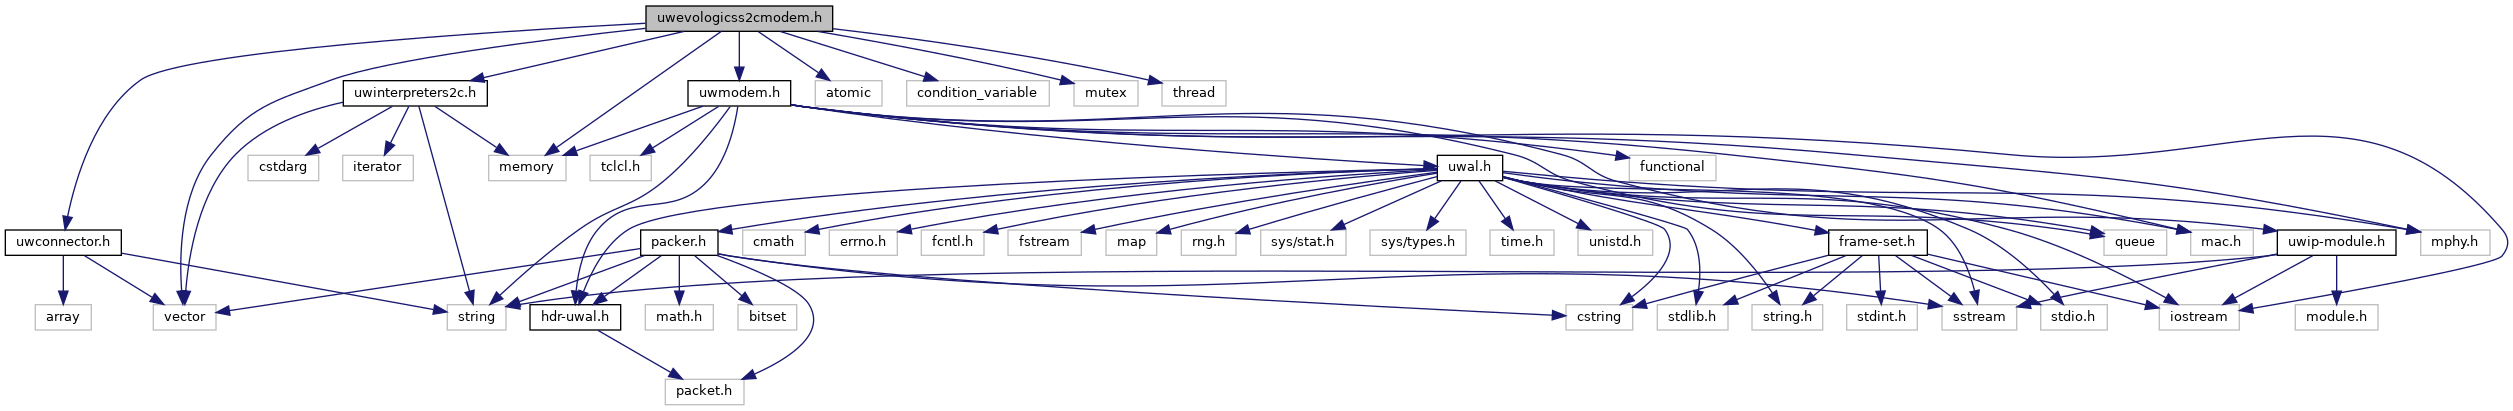 uwevologicss2cmodem.h
uwinterpreters2c.h
uwmodem.h
atomic
condition_variable
mutex
thread
cstdarg
iterator
memory
tclcl.h
uwal.h
functional
uwconnector.h
packer.h
cmath
errno.h
fcntl.h
fstream
map
rng.h
sys/stat.h
sys/types.h
time.h
unistd.h
frame-set.h
queue
mac.h
uwip-module.h
mphy.h
array
vector
string
hdr-uwal.h
math.h
bitset
cstring
stdlib.h
string.h
stdint.h
sstream
stdio.h
iostream
module.h
packet.h